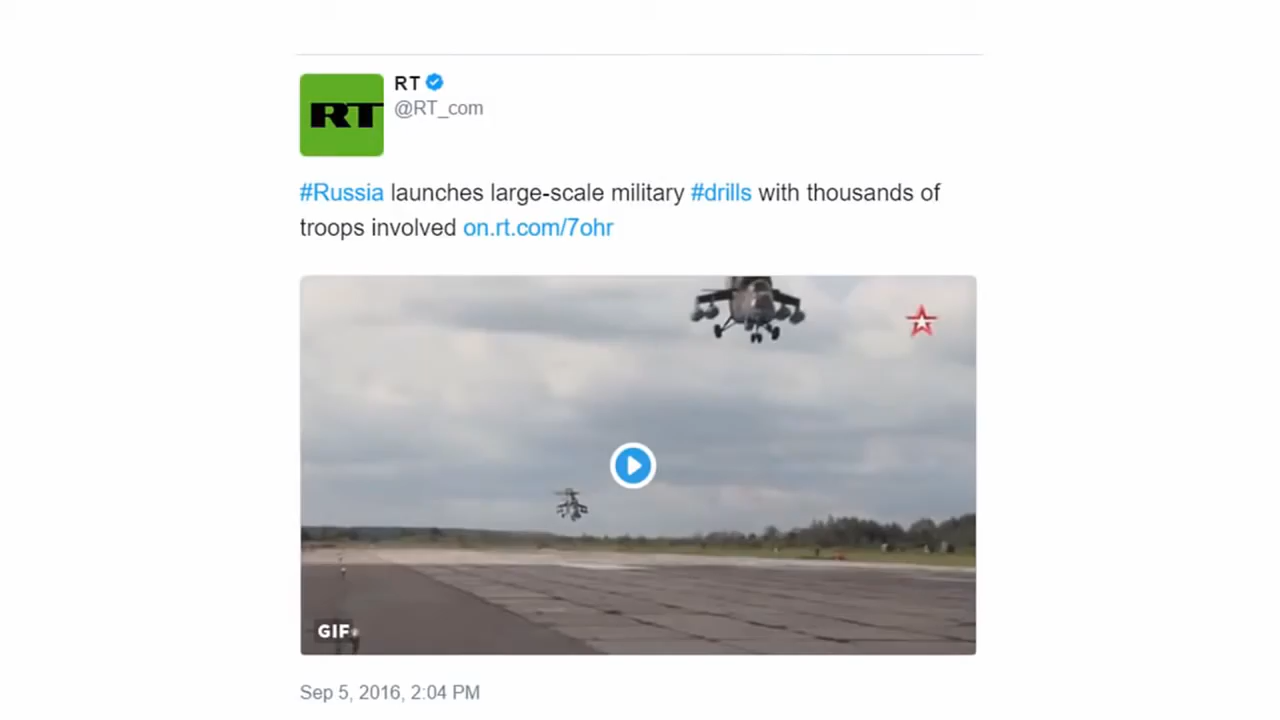 RT
RT
@RT_com
#Russia launches large-scale military #drills with thousands of
troops involved on.rt.com/7ohr
GIF
Sep 5, 2016, 2:04 PM